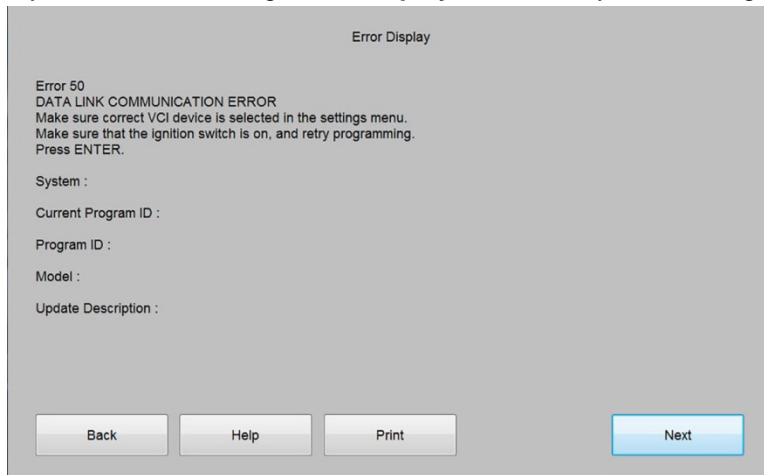 Error Display
Error 50
DATA LINK COMMUNICATION ERROR
Make sure correct VCI device is selected in the settings menu.
Make sure that the ignition switch is on, and retry programming.
Press ENTER.
System :
Current Program ID :
Program ID :
Model :
Update Description :
Back
Help
Print
Next